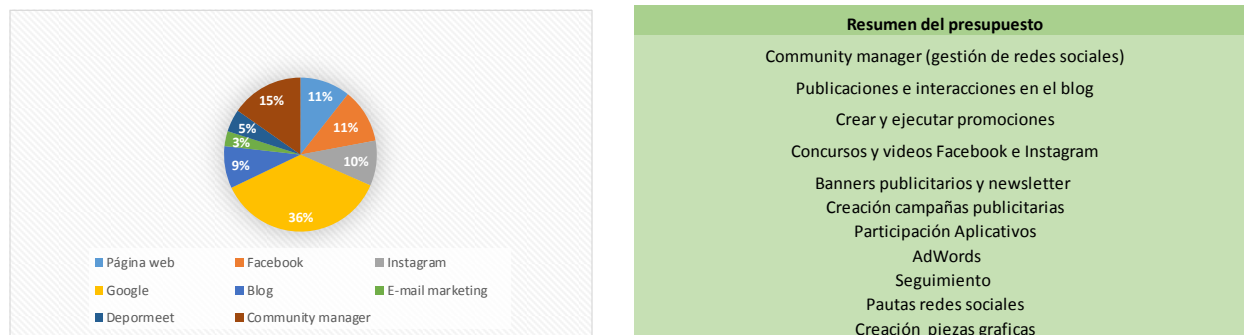 11%
11%
10%
36%
9%
3%
5%
15%
Página web
Facebook
Instagram
Google
Blog
E-mail marketing
Depormeet
Community manager
Resumen del presupuesto
Community manager (gestión de redes sociales)
Publicaciones e interacciones en el blog
Crear y ejecutar promociones
Concursos y videos Facebook e Instagram
Banners publicitarios y newsletter
Creación campañas publicitarias
Participación Aplicativos
AdWords
Seguimiento
Pautas redes sociales
Creación piezas graficas